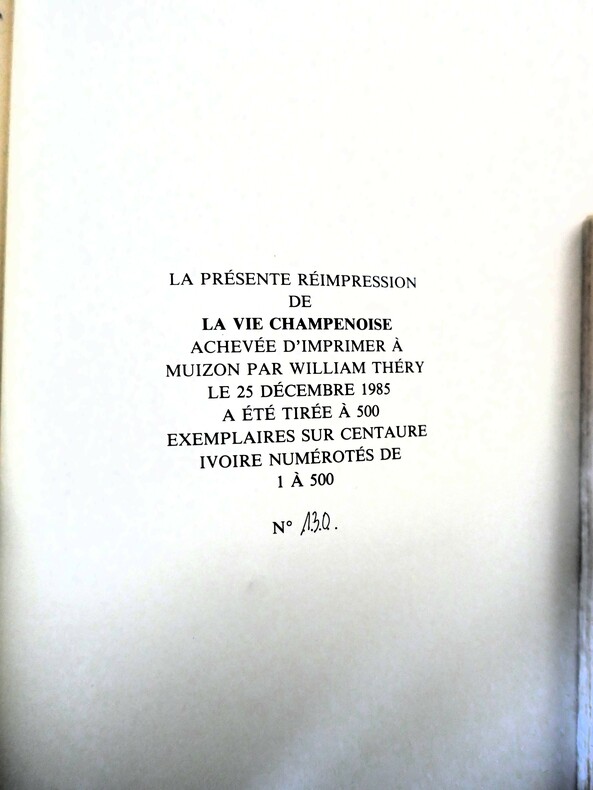 LA PRÉSENTE RÉIMPRESSION
DE
LA VIE CHAMPENOISE
ACHEVÉE D'IMPRIMER À
MUIZON PAR WILLIAM THÉRY
LE 25 DÉCEMBRE 1985
A ÉTÉ TIRÉE À 500
EXEMPLAIRES SUR CENTAURE
IVOIRE NUMÉROTÉS DE
1 À 500
N° 130.